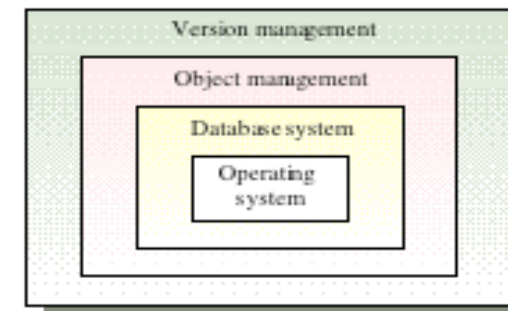 Version management
Object management
Database system
Operating
system